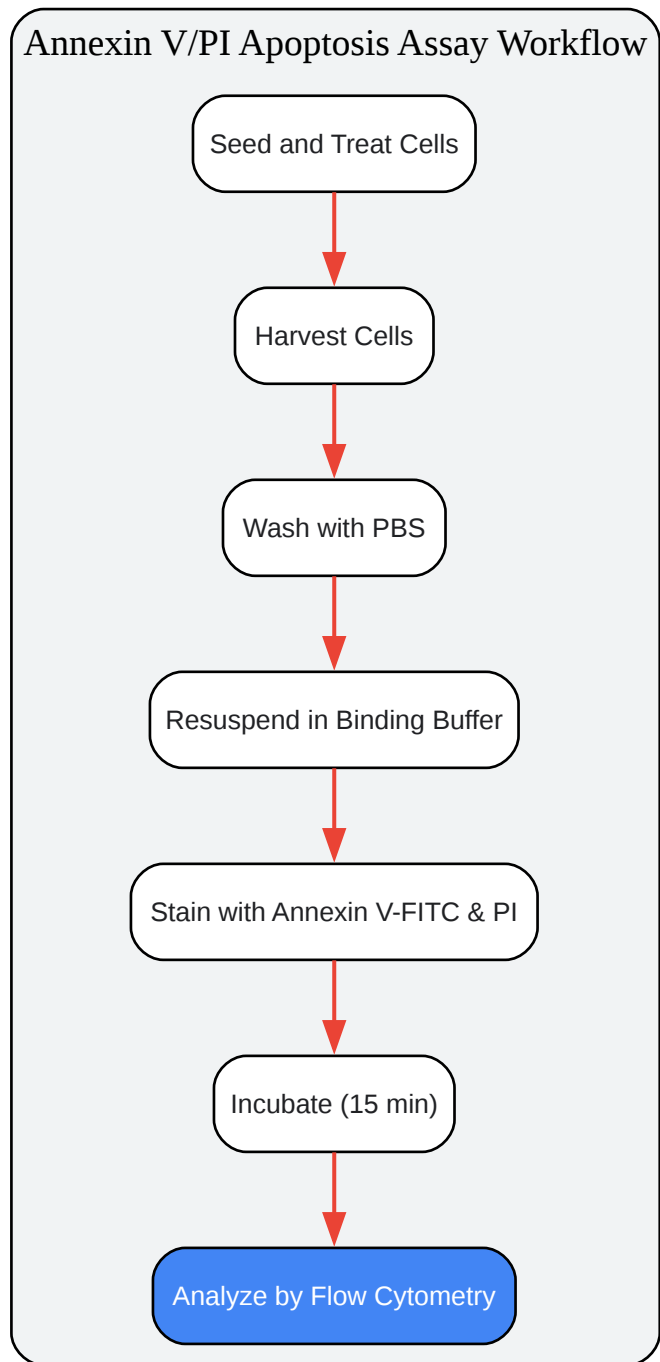 Annexin V/PI Apoptosis Assay Workflow
Seed and Treat Cells
Harvest Cells
Wash with PBS
Resuspend in Binding Buffer
Stain with Annexin V-FITC & PI
Incubate (15 min)
Analyze by Flow Cytometry